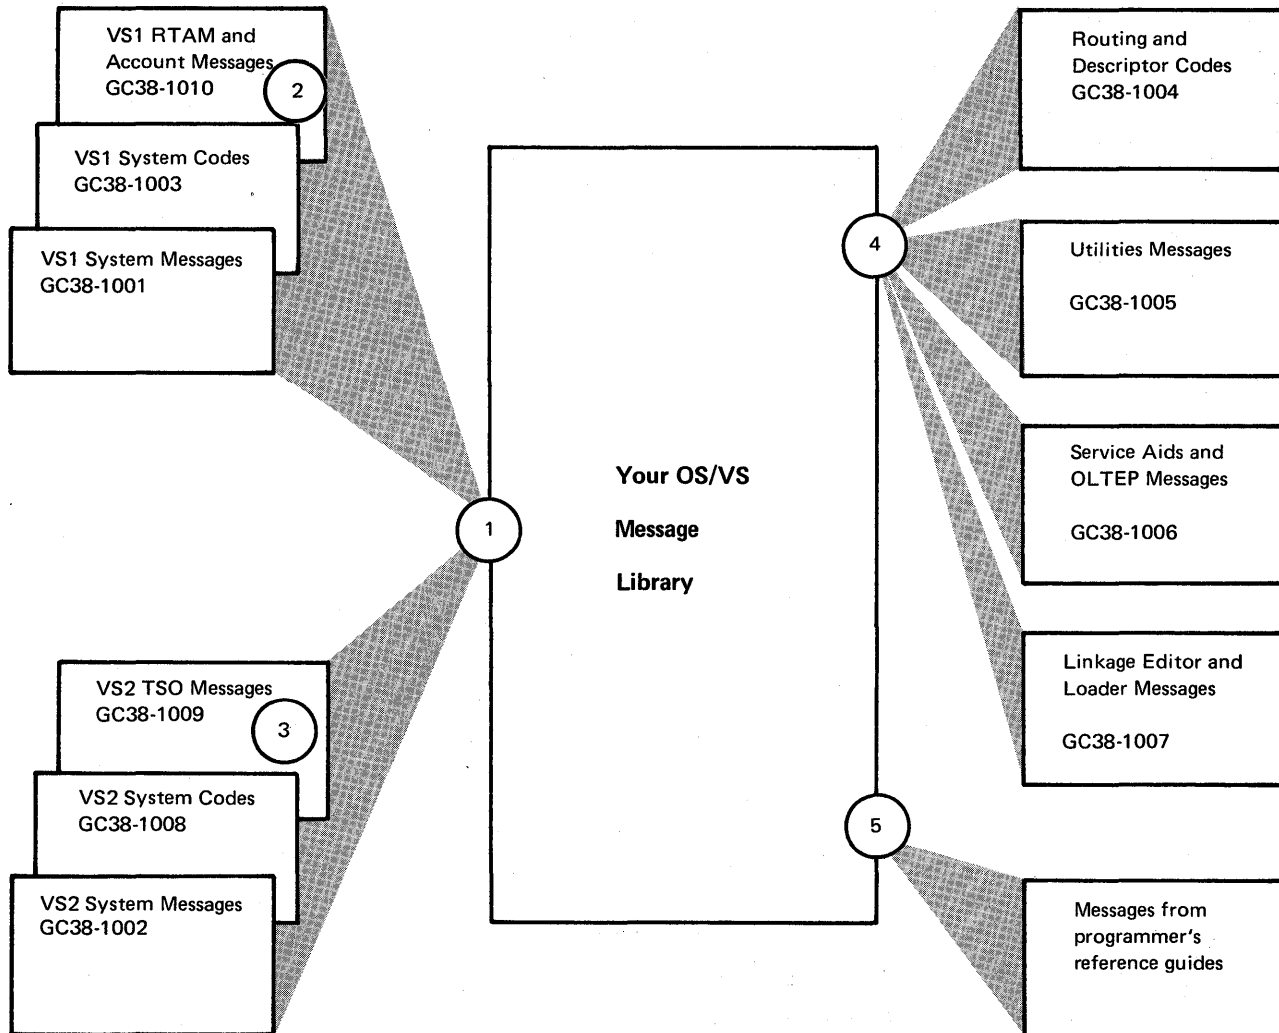 VS1 RTAM and
Account Messages
GC38-1010
2
VS1 System Codes
GC38-1003
VS1 System Messages
GC38-1001
1
VS2 TSO Messages
GC38-1009
3
VS2 System Codes
GC38-1008
VS2 System Messages
GC38-1002
Your OS/VS
Message
Library
4
Routing and
Descriptor Codes
GC38-1004
Utilities Messages
GC38-1005
Service Aids and
OLTEP Messages
GC38-1006
Linkage Editor and
Loader Messages
GC38-1007
5
Messages from
programmer's
reference guides